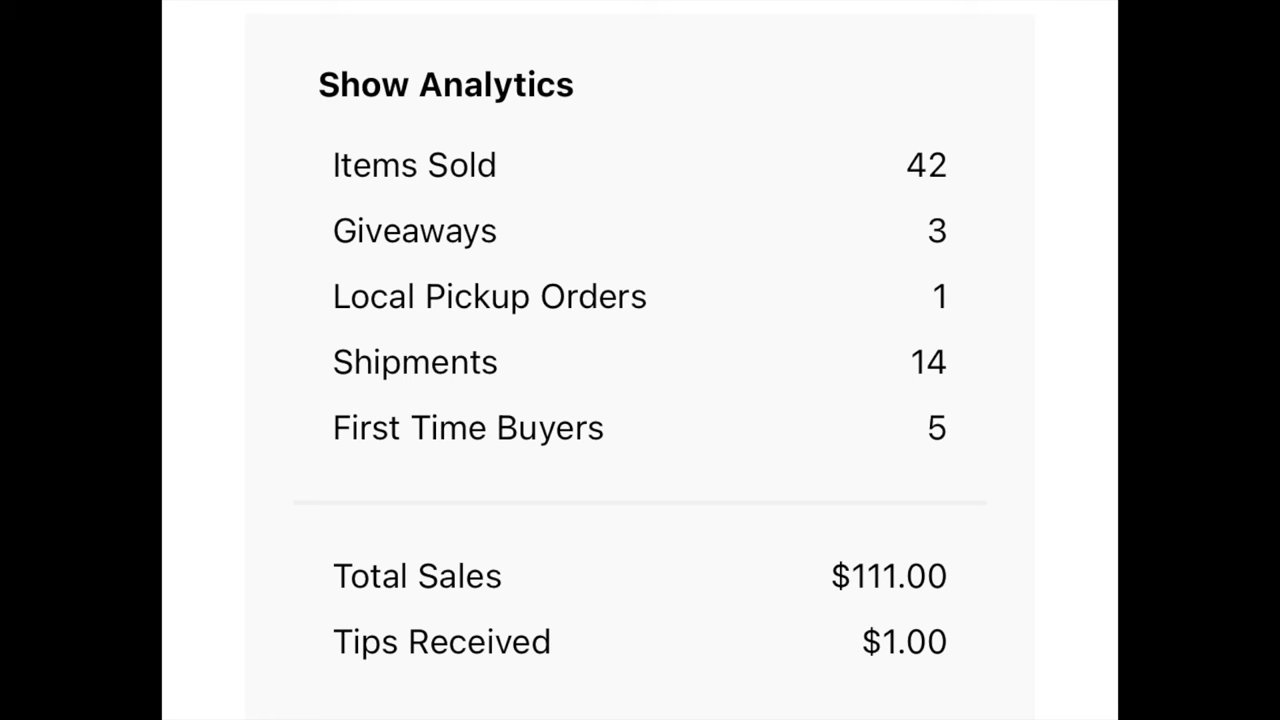 Show Analytics
Items Sold 42
Giveaways 3
Local Pickup Orders 1
Shipments 14
First Time Buyers 5
Total Sales $111.00
Tips Received $1.00